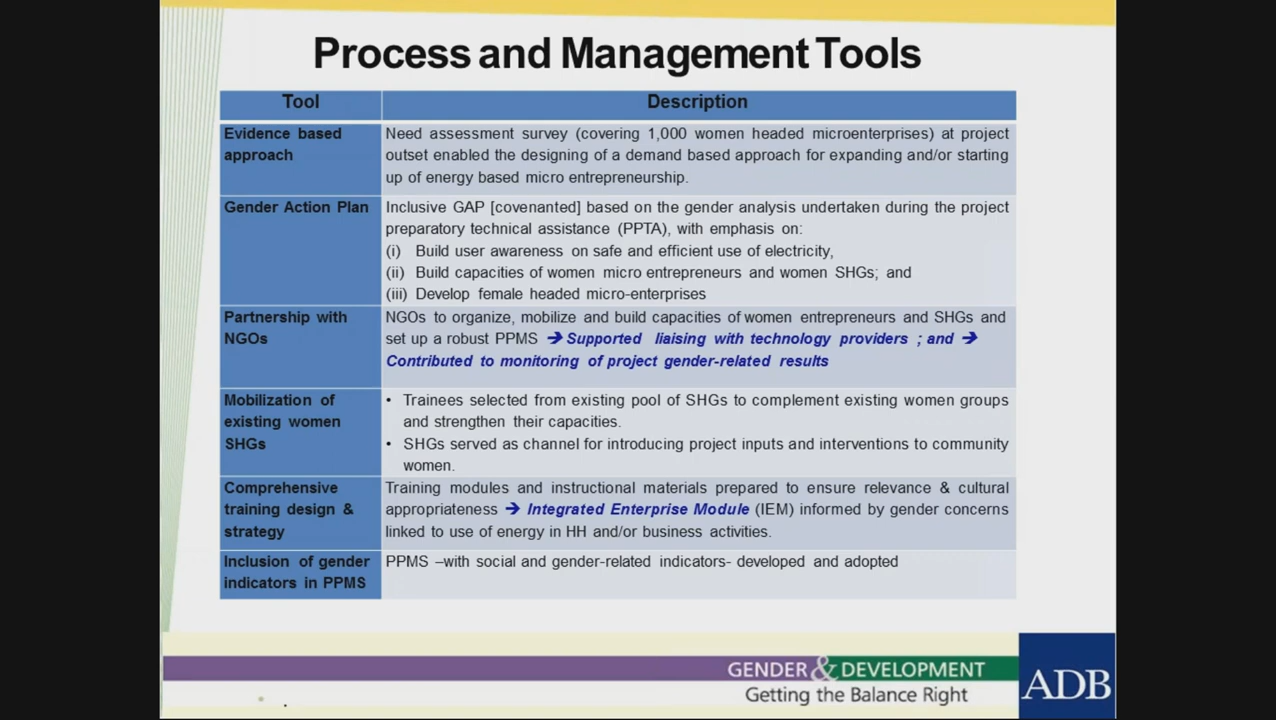 Process and Management Tools
Tool
Description
Evidence based
approach
Need assessment survey (covering 1,000 women headed microenterprises) at project
outset enabled the designing of a demand based approach for expanding and/or starting
up of energy based micro entrepreneurship.
Gender Action Plan
Inclusive GAP [covenanted] based on the gender analysis undertaken during the project
preparatory technical assistance (PPTA), with emphasis on:
(i) Build user awareness on safe and efficient use of electricity,
(ii) Build capacities of women micro entrepreneurs and women SHGs; and
(iii) Develop female headed micro-enterprises
Partnership with
NGOs
NGOs to organize, mobilize and build capacities of women entrepreneurs and SHGs and
set up a robust PPMS ➔ Supported liaising with technology providers ; and ➔
Contributed to monitoring of project gender-related results
Mobilization of
existing women
SHGs
• Trainees selected from existing pool of SHGs to complement existing women groups
and strengthen their capacities.
• SHGs served as channel for introducing project inputs and interventions to community
women.
Comprehensive
training design &
strategy
Training modules and instructional materials prepared to ensure relevance & cultural
appropriateness ➔ Integrated Enterprise Module (IEM) informed by gender concerns
linked to use of energy in HH and/or business activities.
Inclusion of gender
indicators in PPMS
PPMS –with social and gender-related indicators- developed and adopted
GENDER & DEVELOPMENT
Getting the Balance Right
ADB